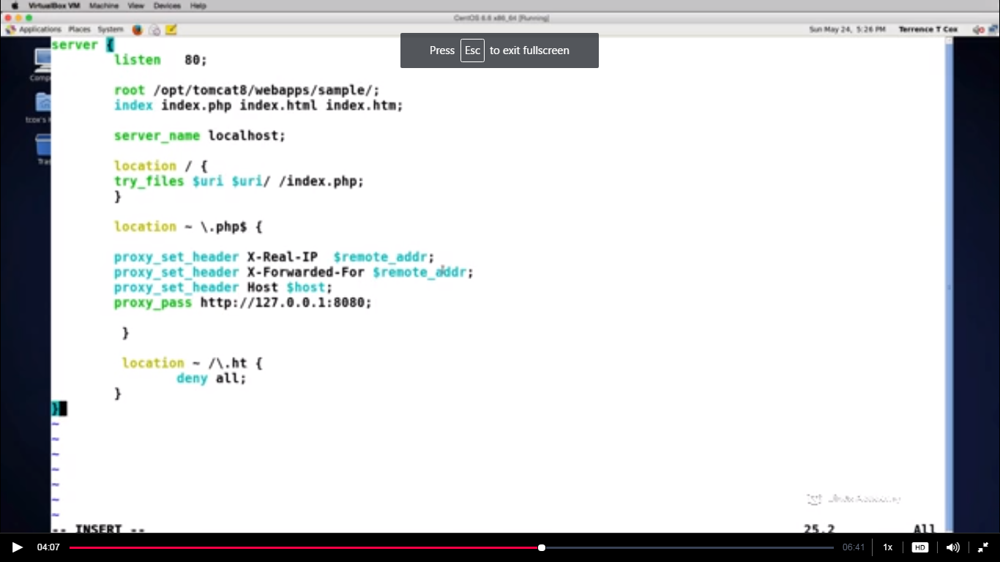 VirtualBox VM Machine View Devices Help
CentOS 6.6 x86_64 [Running]
Applications Places System Sun May 24, 5:26 PM Terrence T Cox
Press Esc to exit fullscreen
server {
listen 80;
root /opt/tomcat8/webapps/sample/;
index index.php index.html index.htm;
server_name localhost;
location / {
try_files $uri $uri/ /index.php;
}
location ~ \.php$ {
proxy_set_header X-Real-IP $remote_addr;
proxy_set_header X-Forwarded-For $remote_addr;
proxy_set_header Host $host;
proxy_pass http://127.0.0.1:8080;
}
location ~ /\.ht {
deny all;
}
}
~
~
~
~
~
~
~
-- INSERT -- 25,2 All
04:07 06:41 1x HD